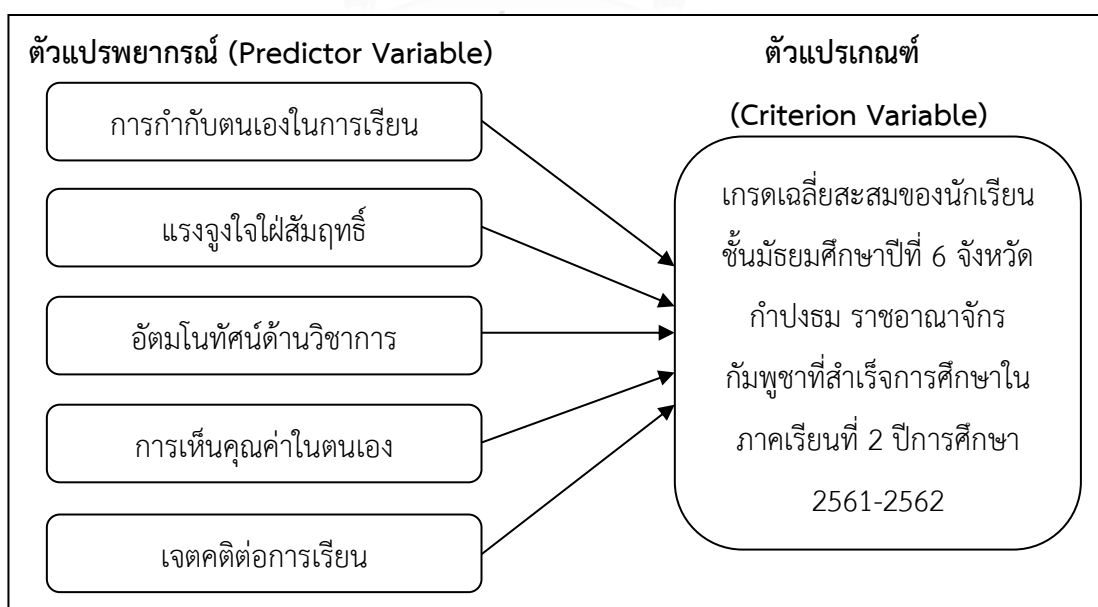 ตัวแปรพยากรณ์ (Predictor Variable)
การกำกับตนเองในการเรียน
แรงจูงใจใฝ่สัมฤทธิ์
อัตมโนทัศน์ด้านวิชาการ
การเห็นคุณค่าในตนเอง
เจตคติต่อการเรียน
ตัวแปรเกณฑ์
(Criterion Variable)
เกรดเฉลี่ยสะสมของนักเรียน
ชั้นมัธยมศึกษาปีที่ 6 จังหวัด
กำปงธม ราชอาณาจักร
กัมพูชาที่สำเร็จการศึกษาใน
ภาคเรียนที่ 2 ปีการศึกษา
2561-2562